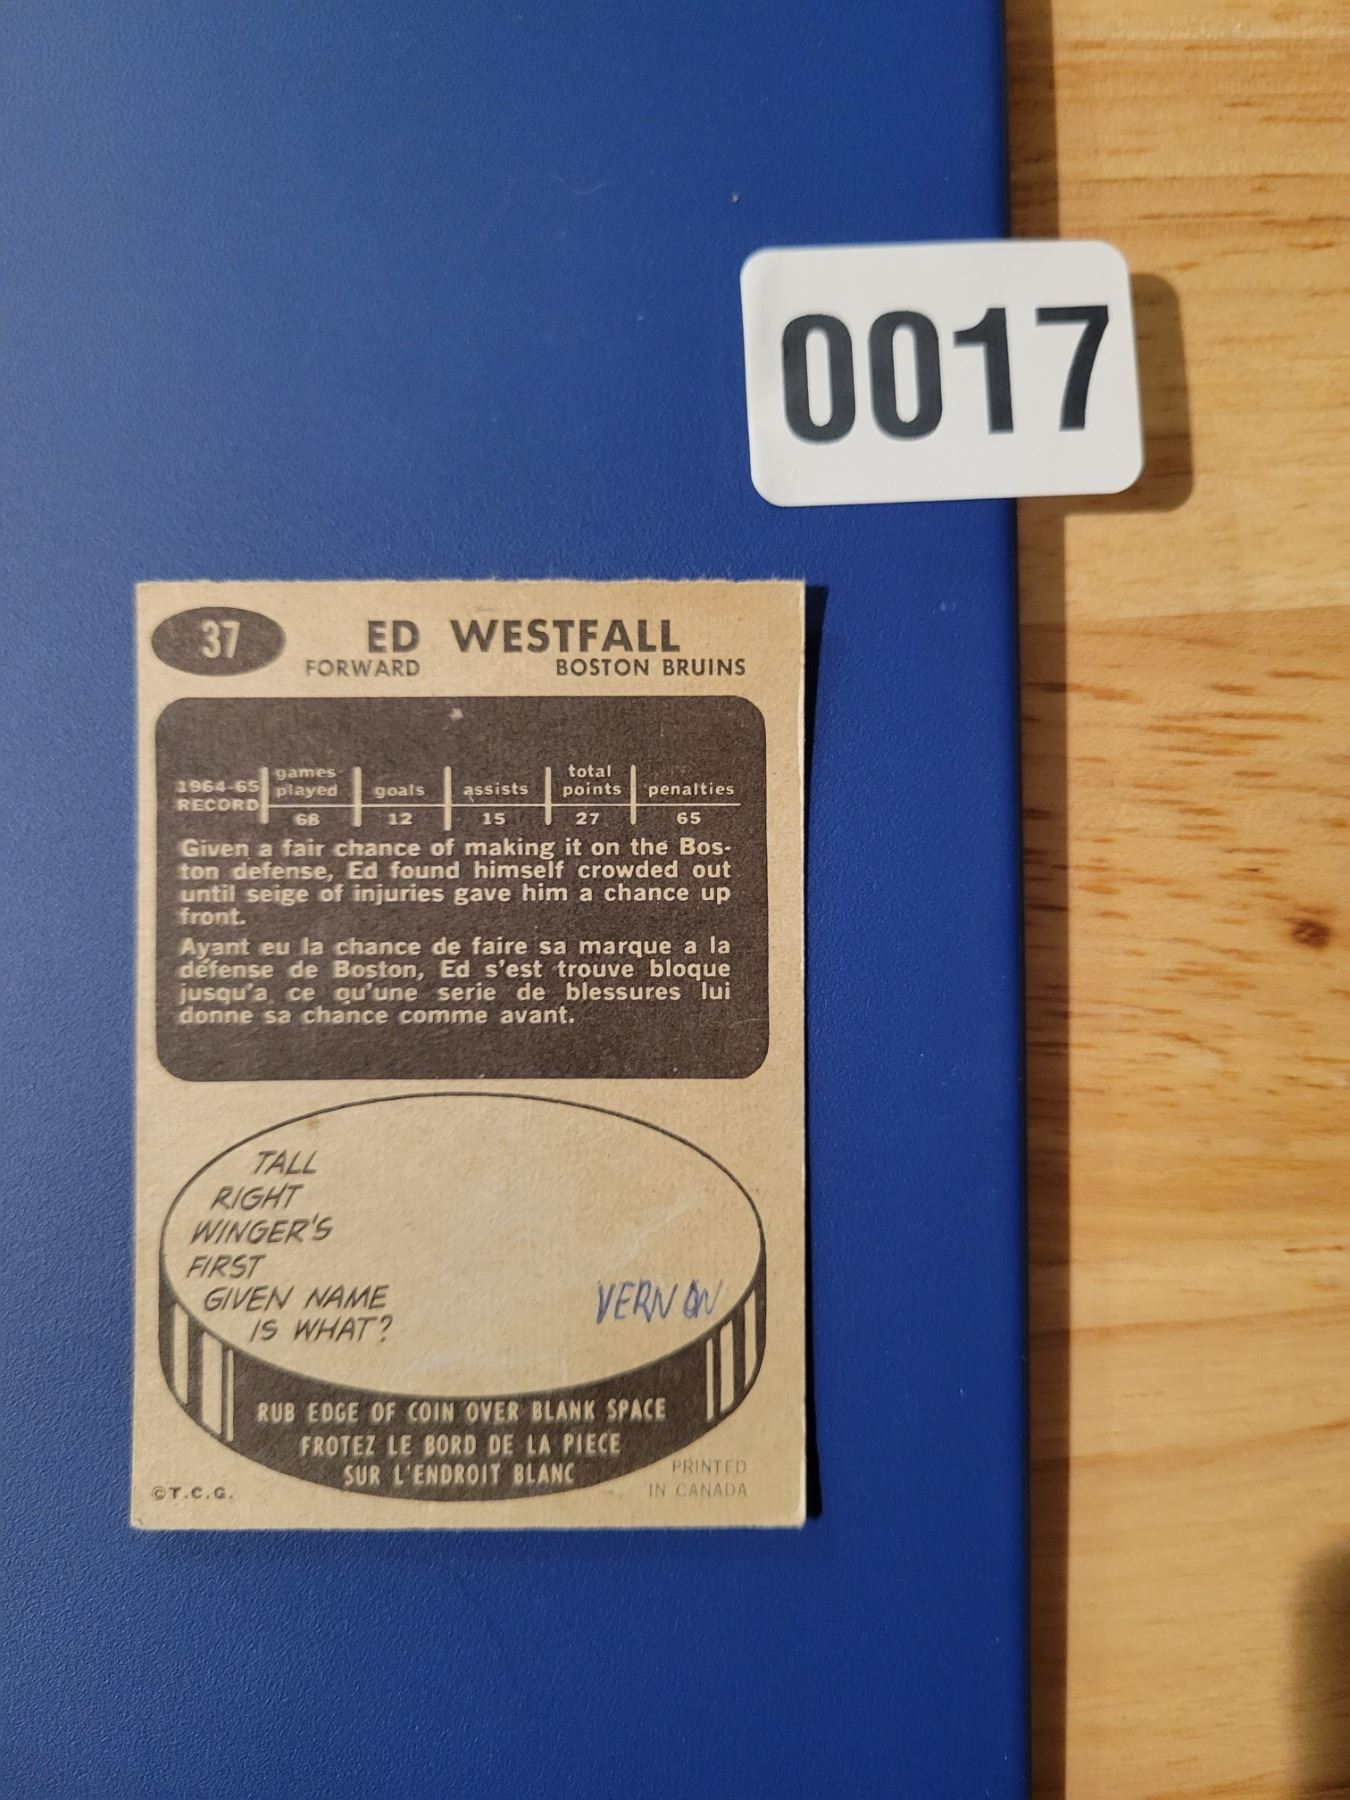 0017
37
ED WESTFALL
FORWARD BOSTON BRUINS
1964-65 RECORD games played goals assists total points penalties
68 12 15 27 65
Given a fair chance of making it on the Bos-
ton defense, Ed found himself crowded out
until seige of injuries gave him a chance up
front.
Ayant eu la chance de faire sa marque a la
défense de Boston, Ed s'est trouve bloque
jusqu'a ce qu'une serie de blessures lui
donne sa chance comme avant.
TALL
RIGHT
WINGER'S
FIRST
GIVEN NAME
IS WHAT?
VERNON
RUB EDGE OF COIN OVER BLANK SPACE
FROTEZ LE BORD DE LA PIECE
SUR L'ENDROIT BLANC
©T.C.G.
PRINTED
IN CANADA